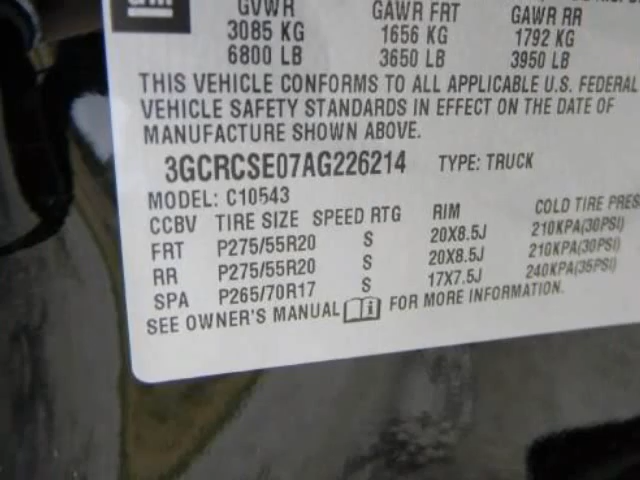 GM
GVWR GAWR FRT GAWR RR
3085 KG 1656 KG 1792 KG
6800 LB 3650 LB 3950 LB
THIS VEHICLE CONFORMS TO ALL APPLICABLE U.S. FEDERAL
VEHICLE SAFETY STANDARDS IN EFFECT ON THE DATE OF
MANUFACTURE SHOWN ABOVE.
3GCRCSE07AG226214 TYPE: TRUCK
MODEL: C10543
CCBV TIRE SIZE SPEED RTG RIM COLD TIRE PRES
FRT P275/55R20 S 20X8.5J 210KPA(30PSI)
RR P275/55R20 S 20X8.5J 210KPA(30PSI)
SPA P265/70R17 S 17X7.5J 240KPA(35PSI)
SEE OWNER'S MANUAL i FOR MORE INFORMATION.